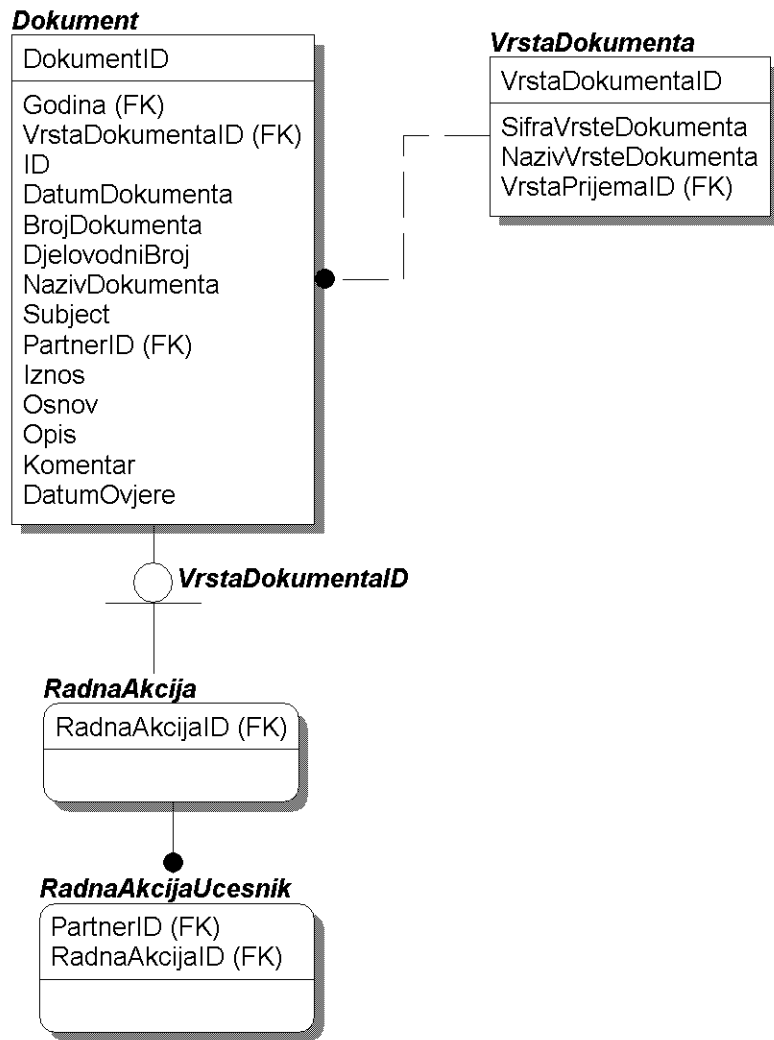 Dokument
DokumentID
Godina (FK)
VrstaDokumentaID (FK)
ID
DatumDokumenta
BrojDokumenta
DjelovodniBroj
NazivDokumenta
Subject
PartnerID (FK)
Iznos
Osnov
Opis
Komentar
DatumOvjere
VrstaDokumenta
VrstaDokumentaID
SifraVrsteDokumenta
NazivVrsteDokumenta
VrstaPrijemaID (FK)
VrstaDokumentaID
RadnaAkcija
RadnaAkcijaID (FK)
RadnaAkcijaUcesnik
PartnerID (FK)
RadnaAkcijaID (FK)